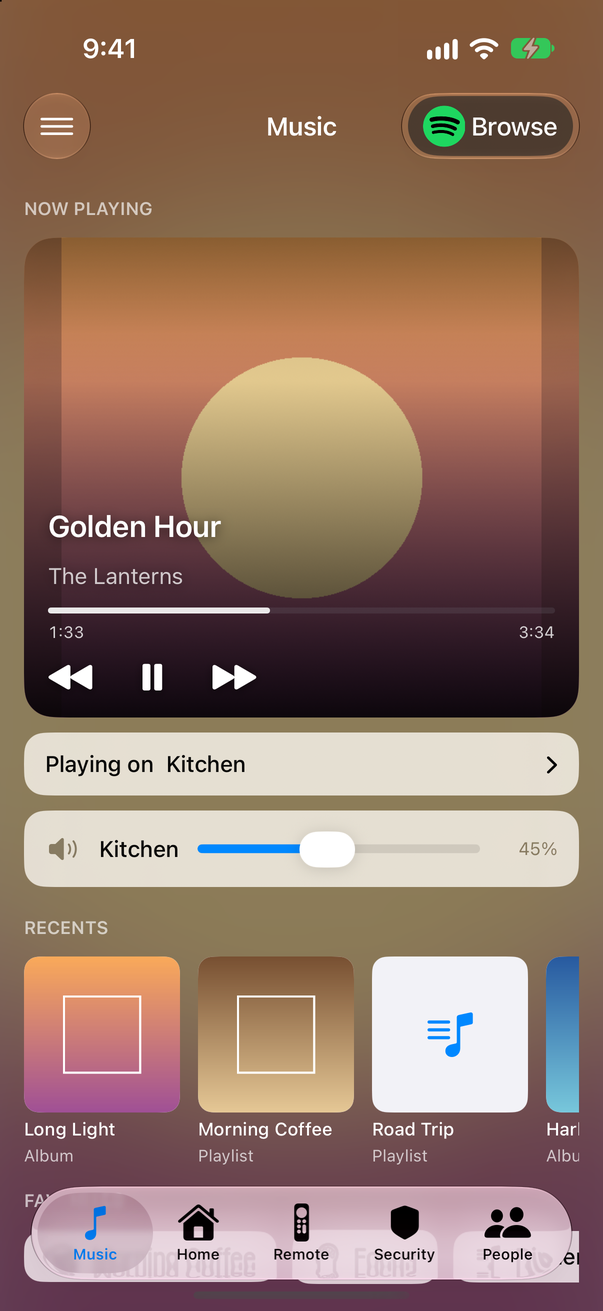 9:41
Music
Browse
NOW PLAYING
Golden Hour
The Lanterns
1:33
3:34
Playing on Kitchen
Kitchen
45%
RECENTS
Long Light
Morning Coffee
Road Trip
Album
Playlist
Playlist
Music
Home
Remote
Security
People